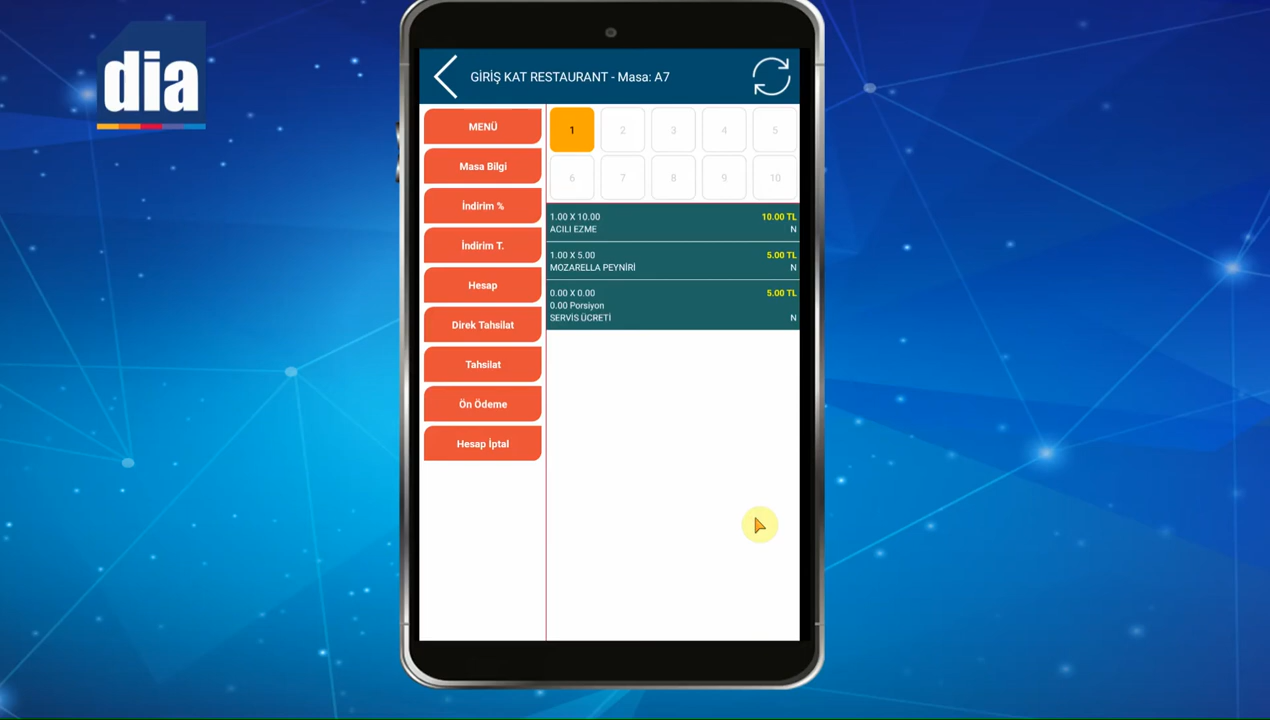 dia
GİRİŞ KAT RESTAURANT - Masa: A7
MENÜ
Masa Bilgi
İndirim %
İndirim T.
Hesap
Direk Tahsilat
Tahsilat
Ön Ödeme
Hesap İptal
1 2 3 4 5
6 7 8 9 10
1.00 X 10.00 10.00 TL
ACILI EZME N
1.00 X 5.00 5.00 TL
MOZARELLA PEYNİRİ N
0.00 X 0.00 5.00 TL
0.00 Porsiyon
SERVİS ÜCRETİ N